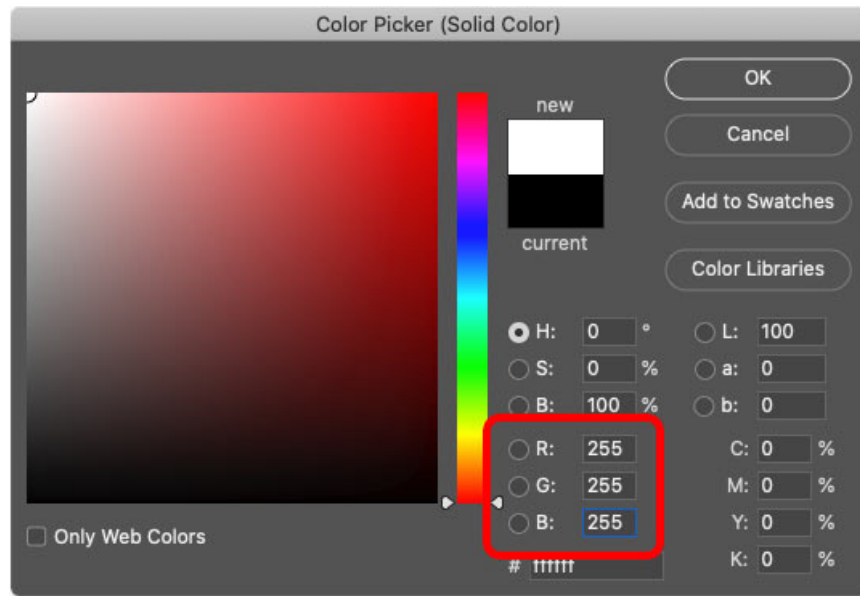 Color Picker (Solid Color)
new
current
OK
Cancel
Add to Swatches
Color Libraries
H: 0 °
S: 0 %
B: 100 %
L: 100
a: 0
b: 0
R: 255
G: 255
B: 255
# ffffff
C: 0 %
M: 0 %
Y: 0 %
K: 0 %
Only Web Colors